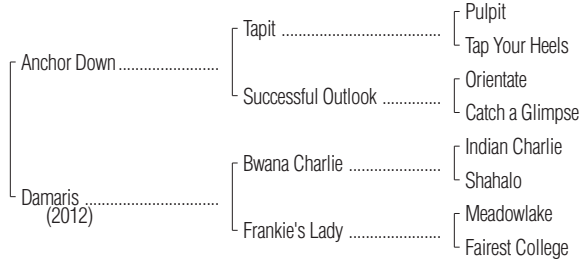 Pulpit
Tapit ................................
Tap Your Heels
Anchor Down ..........................
Orientate
Successful Outlook ..............
Catch a Glimpse
Indian Charlie
Bwana Charlie ......................
Shahalo
Damaris ...................................
(2012)
Meadowlake
Frankie's Lady ......................
Fairest College